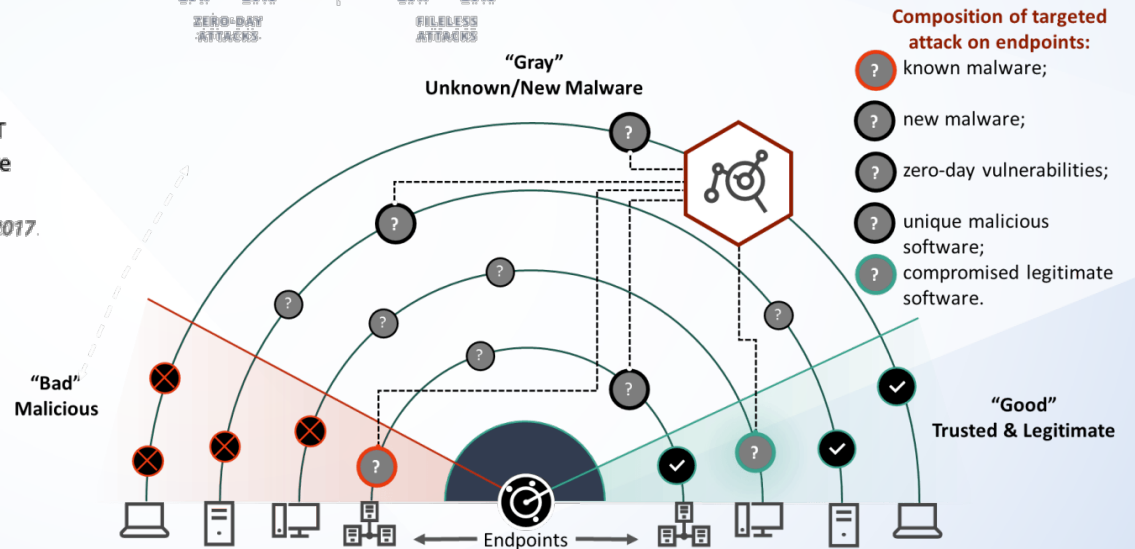 ZERO-DAY
ATTACKS
FILELESS
ATTACKS
Composition of targeted
attack on endpoints:
? known malware;
? new malware;
? zero-day vulnerabilities;
? unique malicious
software;
? compromised legitimate
software.
“Gray”
Unknown/New Malware
T
e
2017.
?
?
?
?
?
?
?
?
?
?
“Bad”
Malicious
“Good”
Trusted & Legitimate
Endpoints